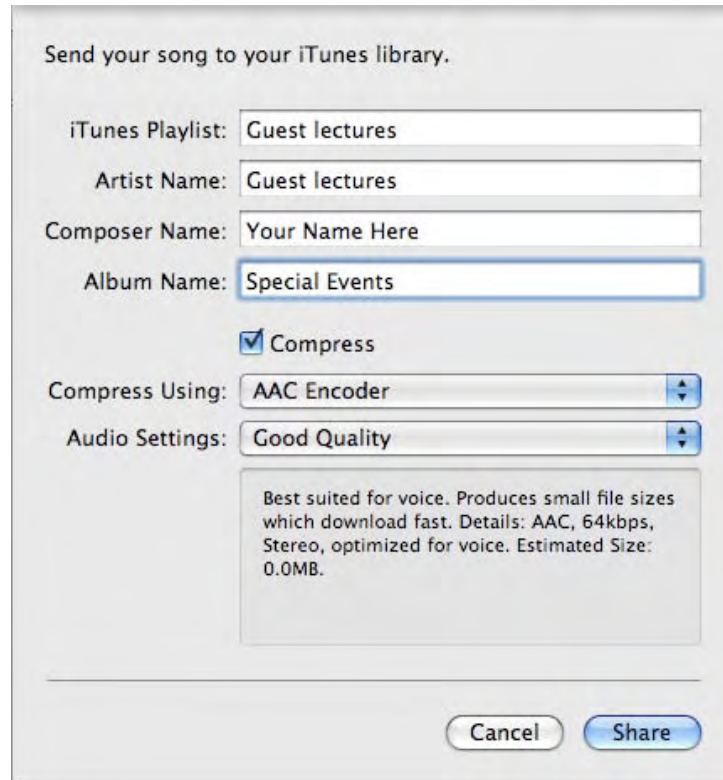 Send your song to your iTunes library.
iTunes Playlist: Guest lectures
Artist Name: Guest lectures
Composer Name: Your Name Here
Album Name: Special Events
Compress
Compress Using: AAC Encoder
Audio Settings: Good Quality
Best suited for voice. Produces small file sizes
which download fast. Details: AAC, 64kbps,
Stereo, optimized for voice. Estimated Size:
0.0MB.
Cancel Share